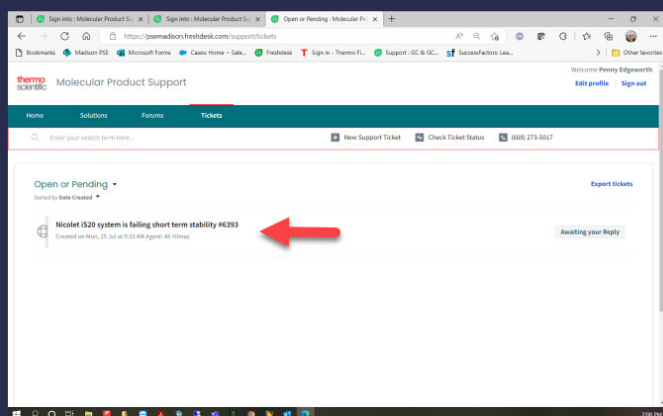 Sign into : Molecular Product Su
Sign into : Molecular Product Su
Open or Pending : Molecular Pro
https://psemadison.freshdesk.com/support/tickets
Bookmarks
Madison PSE
Microsoft Forms
Cases: Home – Sale...
Freshdesk
Sign in - Thermo Fi...
Support : GC & GC...
SuccessFactors: Lea...
Other favorites
thermo
scientific
Molecular Product Support
Welcome Penny Edgeworth
Edit profile
Sign out
Home
Solutions
Forums
Tickets
Enter your search term here...
New Support Ticket
Check Ticket Status
(608) 273-5017
Open or Pending
Export tickets
Sorted by Date Created
Nicolet iS20 system is failing short term stability #6393
Created on Mon, 25 Jul at 9:33 AM Agent: Ali Yilmaz
Awaiting your Reply
2:08 PM